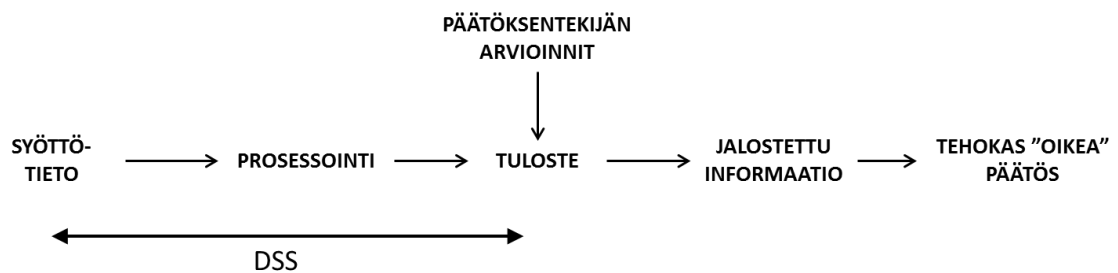 PÄÄTÖKSENTEKIJÄN
ARVIOINNIT
SYÖTTÖ-
TIETO
PROSESSOINTI
TULOSTE
JALOSTETTU
INFORMAATIO
TEHOKAS ”OIKEA”
PÄÄTÖS
DSS